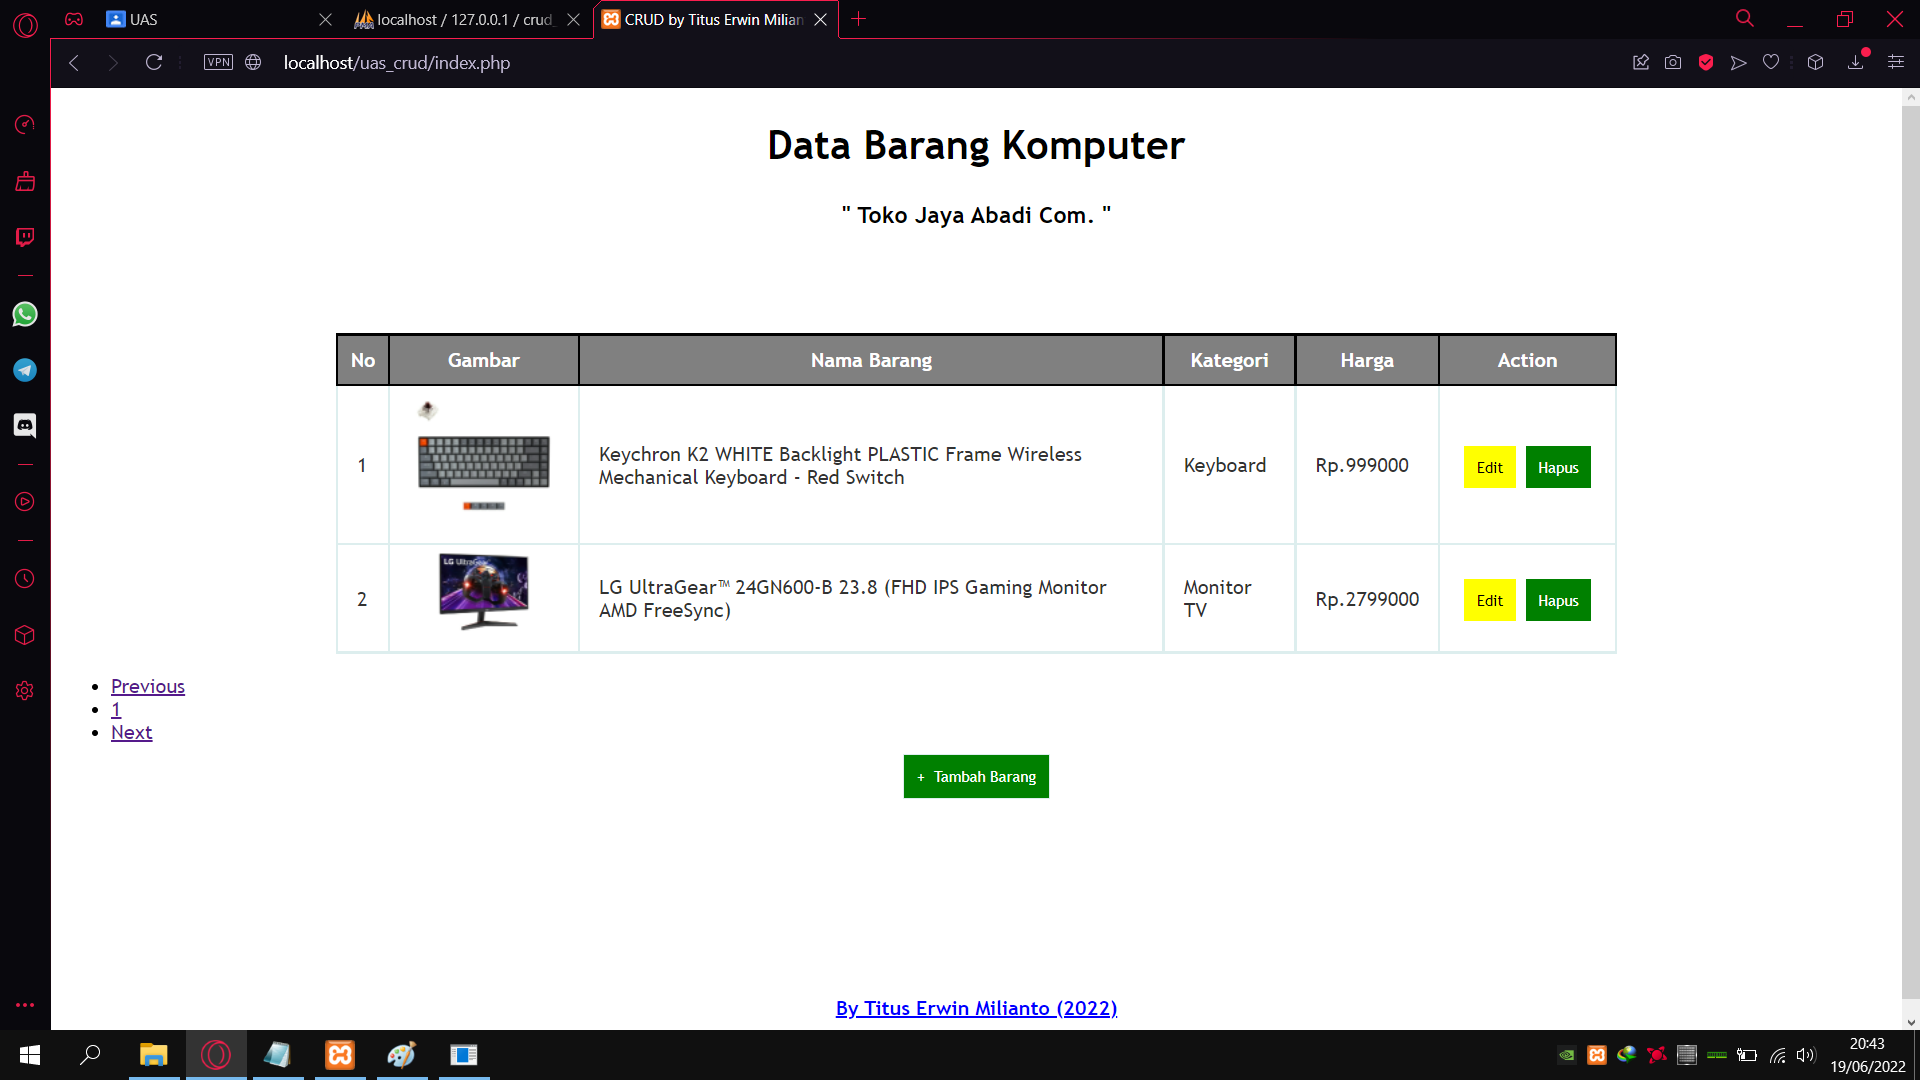 UAS
localhost / 127.0.0.1 / crud_
CRUD by Titus Erwin Milian
VPN
localhost/uas_crud/index.php
Data Barang Komputer
" Toko Jaya Abadi Com. "
No Gambar Nama Barang Kategori Harga Action
1 Keychron K2 WHITE Backlight PLASTIC Frame Wireless
Mechanical Keyboard - Red Switch
Keyboard Rp.999000 Edit Hapus
LG UltraGear
2 LG UltraGear™ 24GN600-B 23.8 (FHD IPS Gaming Monitor
AMD FreeSync)
Monitor
TV
Rp.2799000 Edit Hapus
Previous
1
Next
+ Tambah Barang
By Titus Erwin Milianto (2022)
20:43
19/06/2022